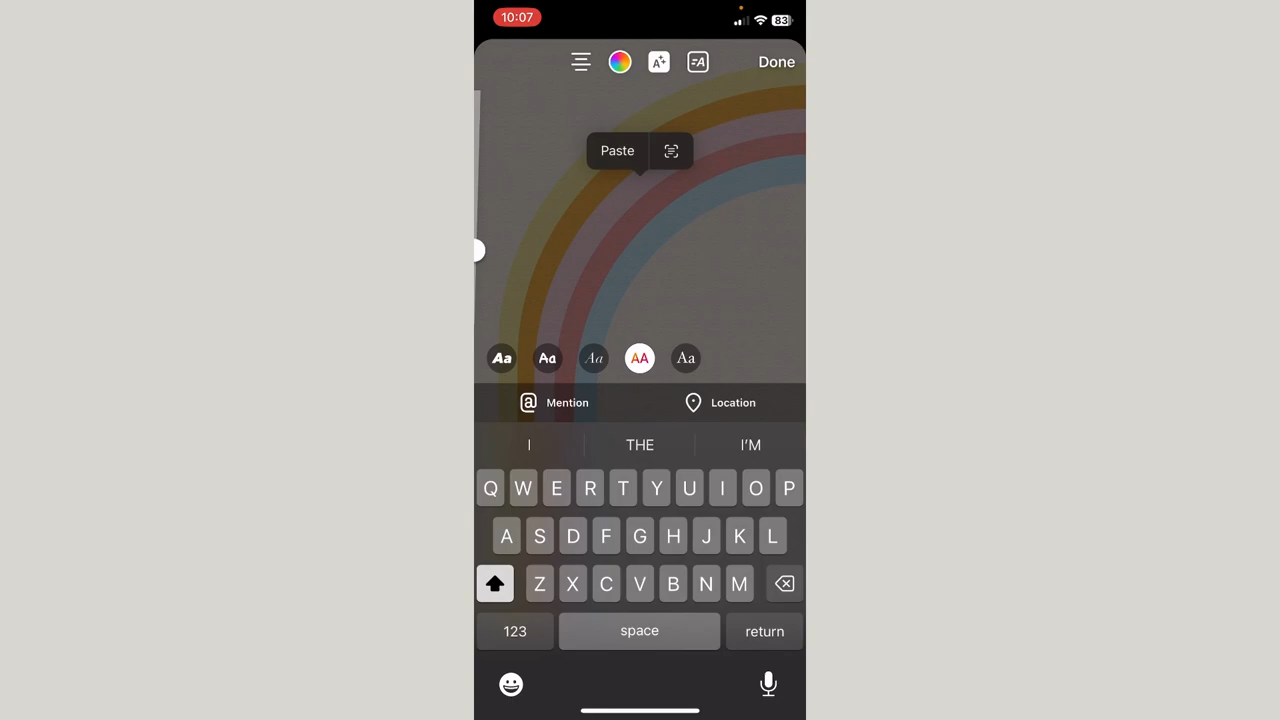 10:07
83
Done
Paste
Aa Aa Aa AA Aa
@ Mention Location
I THE I'M
Q W E R T Y U I O P
A S D F G H J K L
Z X C V B N M
123 space return